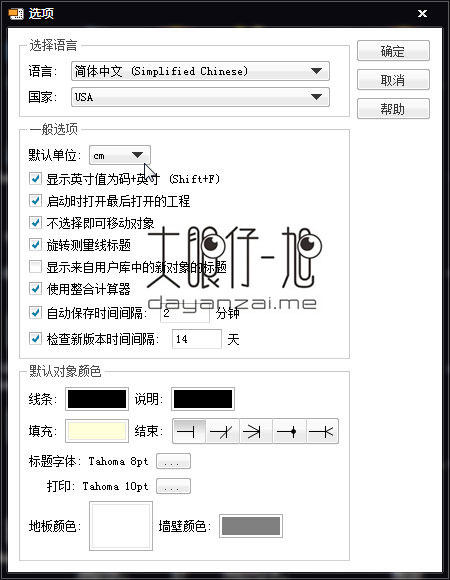 选项
选择语言
语言: 简体中文 (Simplified Chinese)
国家: USA
确定
取消
帮助
一般选项
默认单位: cm
显示英寸值为码+英寸 (Shift+F)
启动时打开最后打开的工程
不选择即可移动对象
旋转测量线标题
显示来自用户库中的新对象的标题
使用整合计算器
自动保存时间间隔: 2 分钟
检查新版本时间间隔: 14 天
大眼仔~旭
dayanzai.me
默认对象颜色
线条: 说明:
填充: 结束:
标题字体: Tahoma 8pt ...
打印: Tahoma 10pt ...
地板颜色: 墙壁颜色: